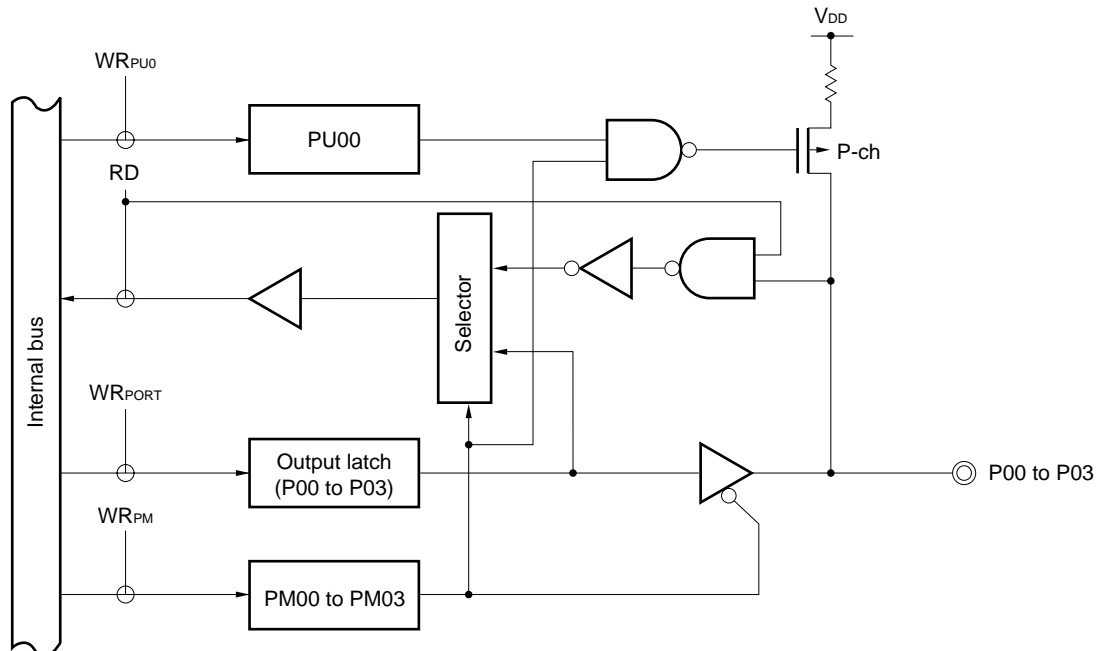 VDD
WRPU0
PU00
P-ch
RD
Selector
Internal bus
WRPORT
Output latch
(P00 to P03)
P00 to P03
WRPM
PM00 to PM03